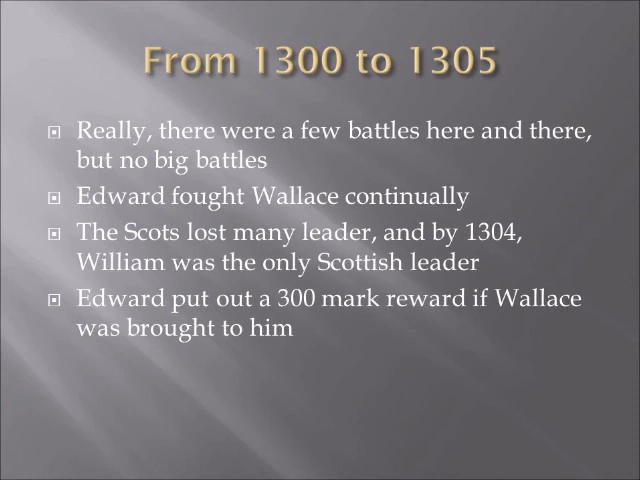 From 1300 to 1305
Really, there were a few battles here and there,
but no big battles
Edward fought Wallace continually
The Scots lost many leader, and by 1304,
William was the only Scottish leader
Edward put out a 300 mark reward if Wallace
was brought to him